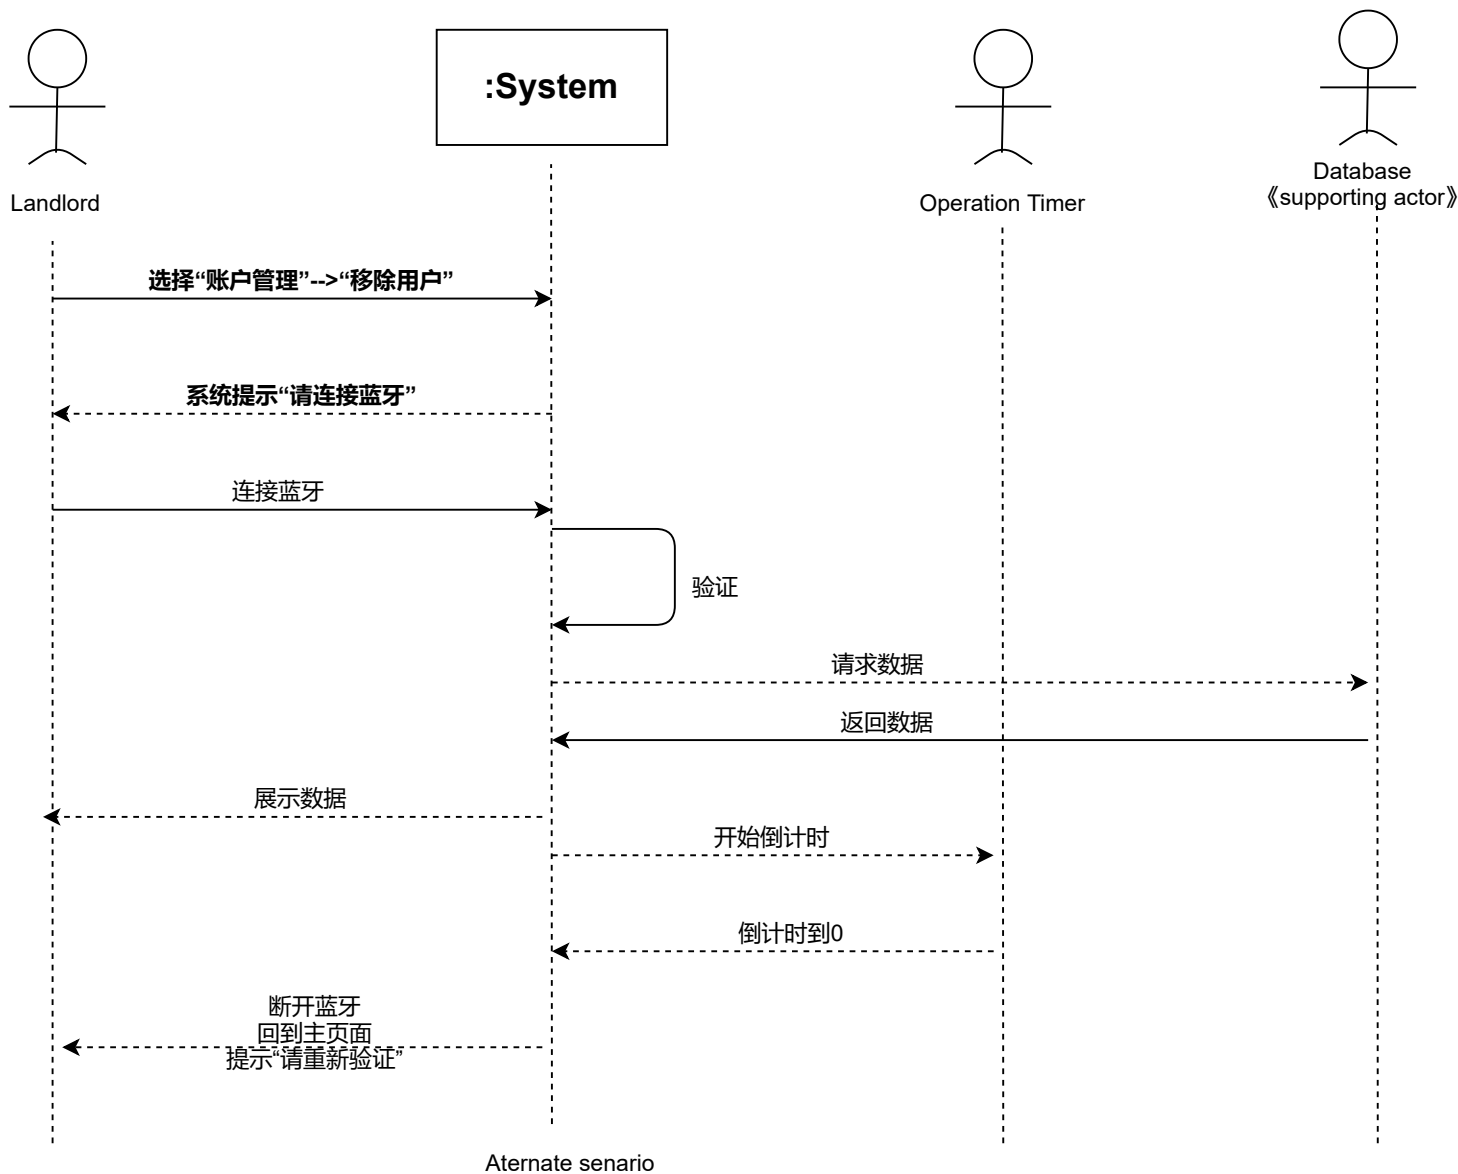 :System
Landlord
Operation Timer
Database
《supporting actor》
选择“账户管理”-->“移除用户”
系统提示“请连接蓝牙”
连接蓝牙
验证
请求数据
返回数据
展示数据
开始倒计时
倒计时到0
断开蓝牙
回到主页面
提示“请重新验证”
Aternate senario